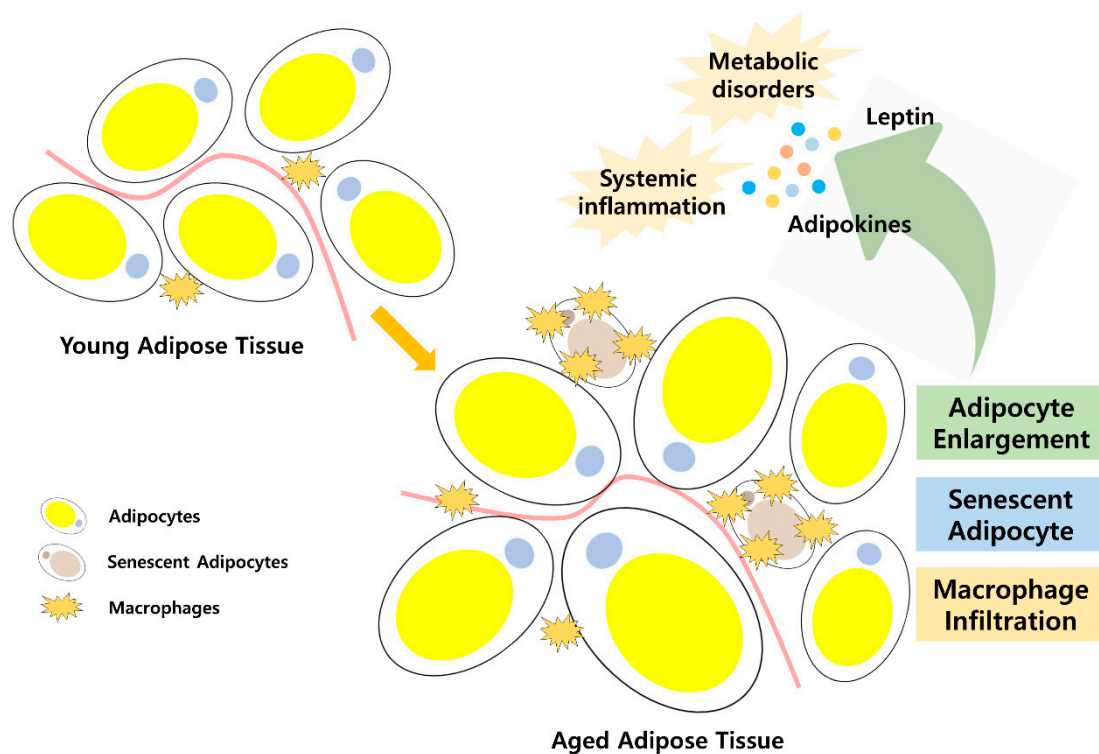 Metabolic
disorders
Leptin
Systemic
inflammation
Adipokines
Young Adipose Tissue
Adipocyte
Enlargement
Senescent
Adipocyte
Macrophage
Infiltration
Adipocytes
Senescent Adipocytes
Macrophages
Aged Adipose Tissue